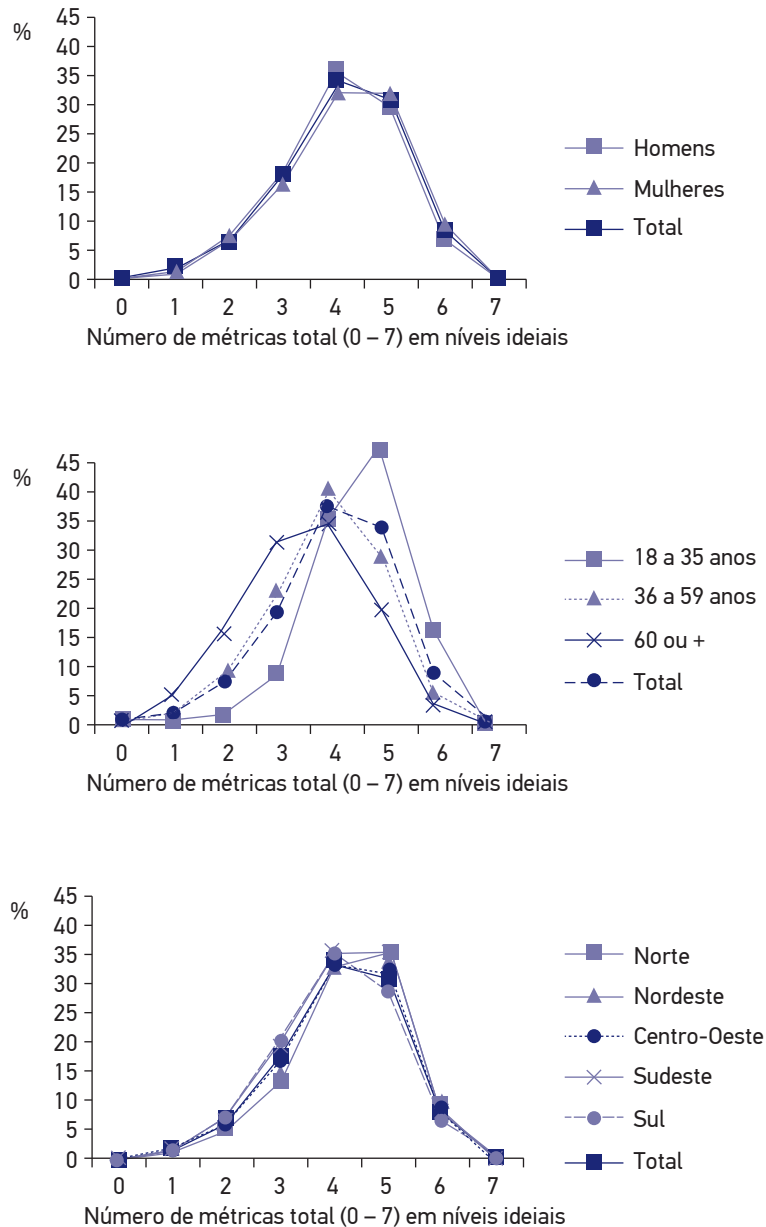 %
45
40
35
30
25
20
15
10
5
0
0 1 2 3 4 5 6 7
Número de métricas total (0 – 7) em níveis ideiais
Homens
Mulheres
Total
%
45
40
35
30
25
20
15
10
5
0
0 1 2 3 4 5 6 7
Número de métricas total (0 – 7) em níveis ideiais
18 a 35 anos
36 a 59 anos
60 ou +
Total
%
45
40
35
30
25
20
15
10
5
0
0 1 2 3 4 5 6 7
Número de métricas total (0 – 7) em níveis ideiais
Norte
Nordeste
Centro-Oeste
Sudeste
Sul
Total